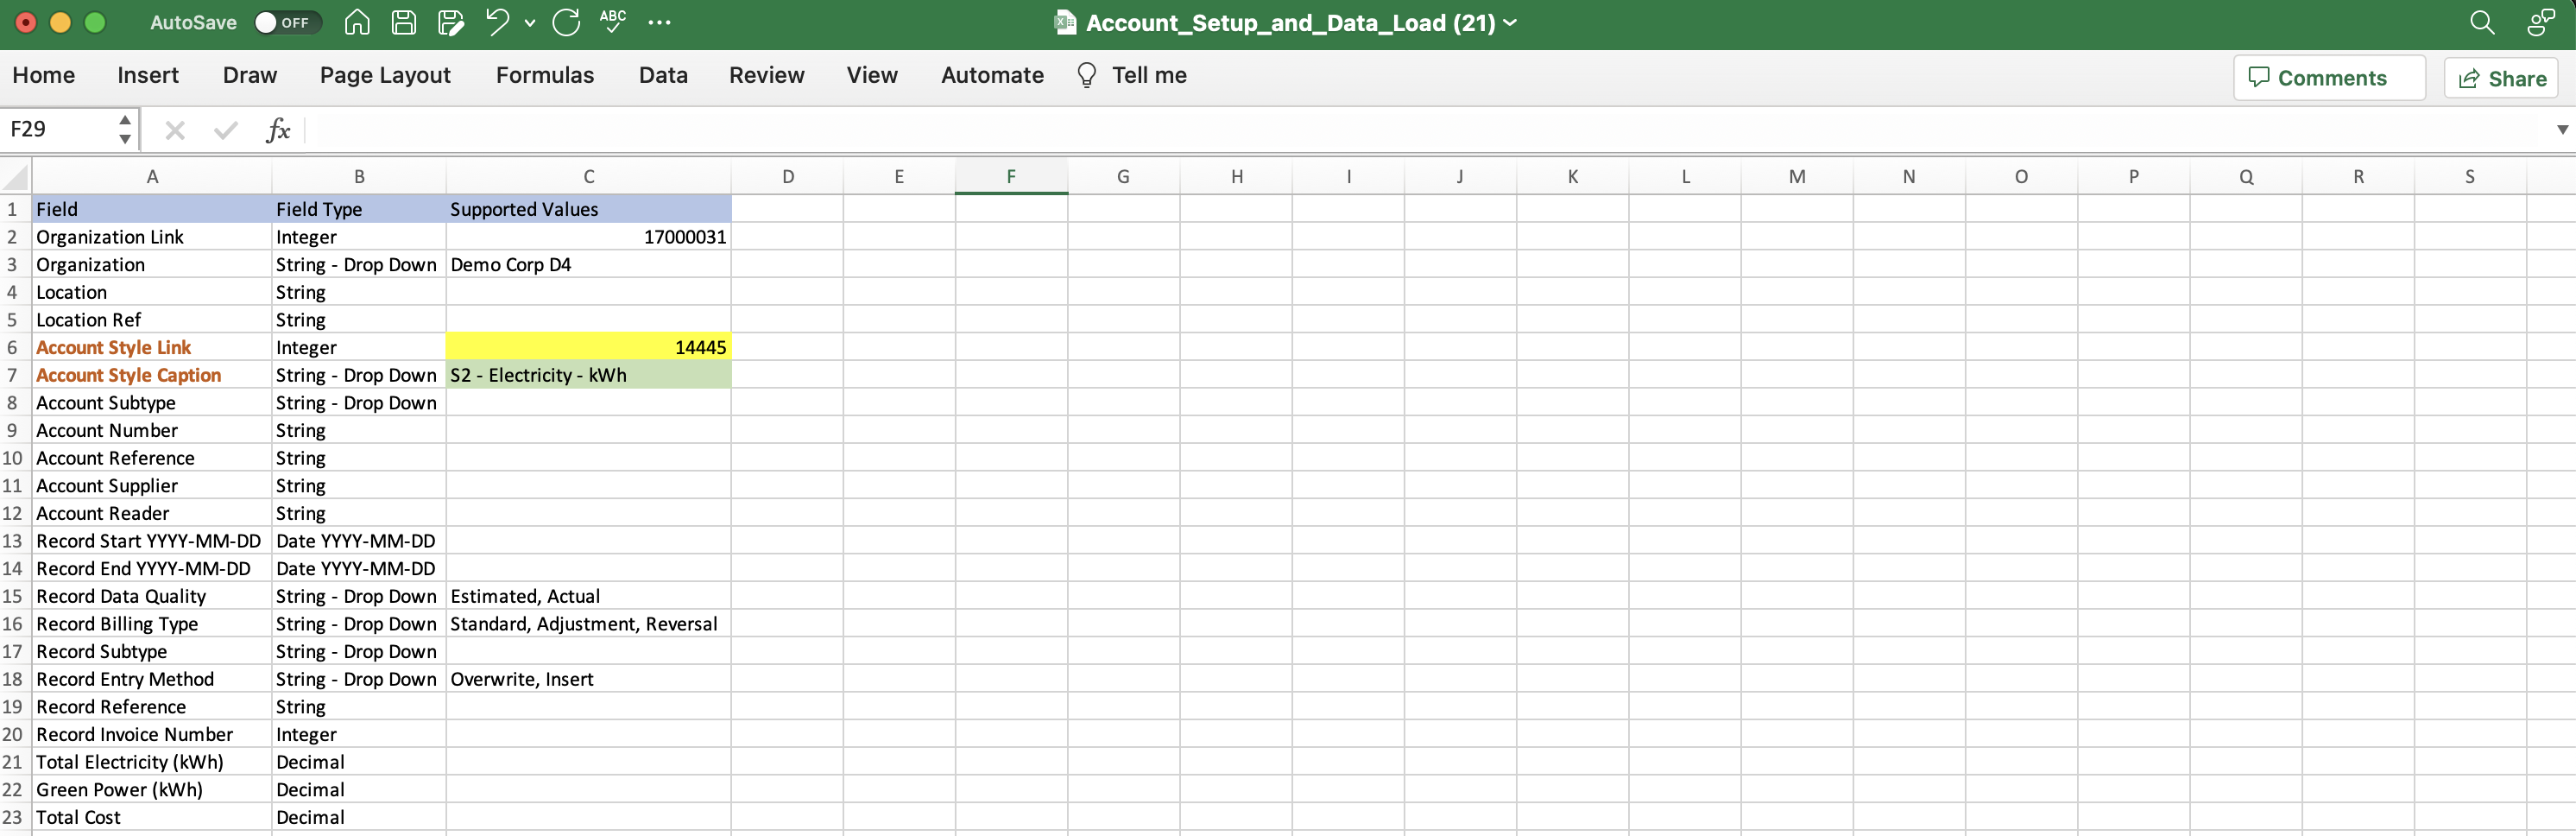 AutoSave OFF ABC Account_Setup_and_Data_Load (21)
Home Insert Draw Page Layout Formulas Data Review View Automate Tell me Comments Share
F29 fx
A B C D E F G H I J K L M N O P Q R S
1 Field Field Type Supported Values
2 Organization Link Integer 17000031
3 Organization String - Drop Down Demo Corp D4
4 Location String
5 Location Ref String
6 Account Style Link Integer 14445
7 Account Style Caption String - Drop Down S2 - Electricity - kWh
8 Account Subtype String - Drop Down
9 Account Number String
10 Account Reference String
11 Account Supplier String
12 Account Reader String
13 Record Start YYYY-MM-DD Date YYYY-MM-DD
14 Record End YYYY-MM-DD Date YYYY-MM-DD
15 Record Data Quality String - Drop Down Estimated, Actual
16 Record Billing Type String - Drop Down Standard, Adjustment, Reversal
17 Record Subtype String - Drop Down
18 Record Entry Method String - Drop Down Overwrite, Insert
19 Record Reference String
20 Record Invoice Number Integer
21 Total Electricity (kWh) Decimal
22 Green Power (kWh) Decimal
23 Total Cost Decimal